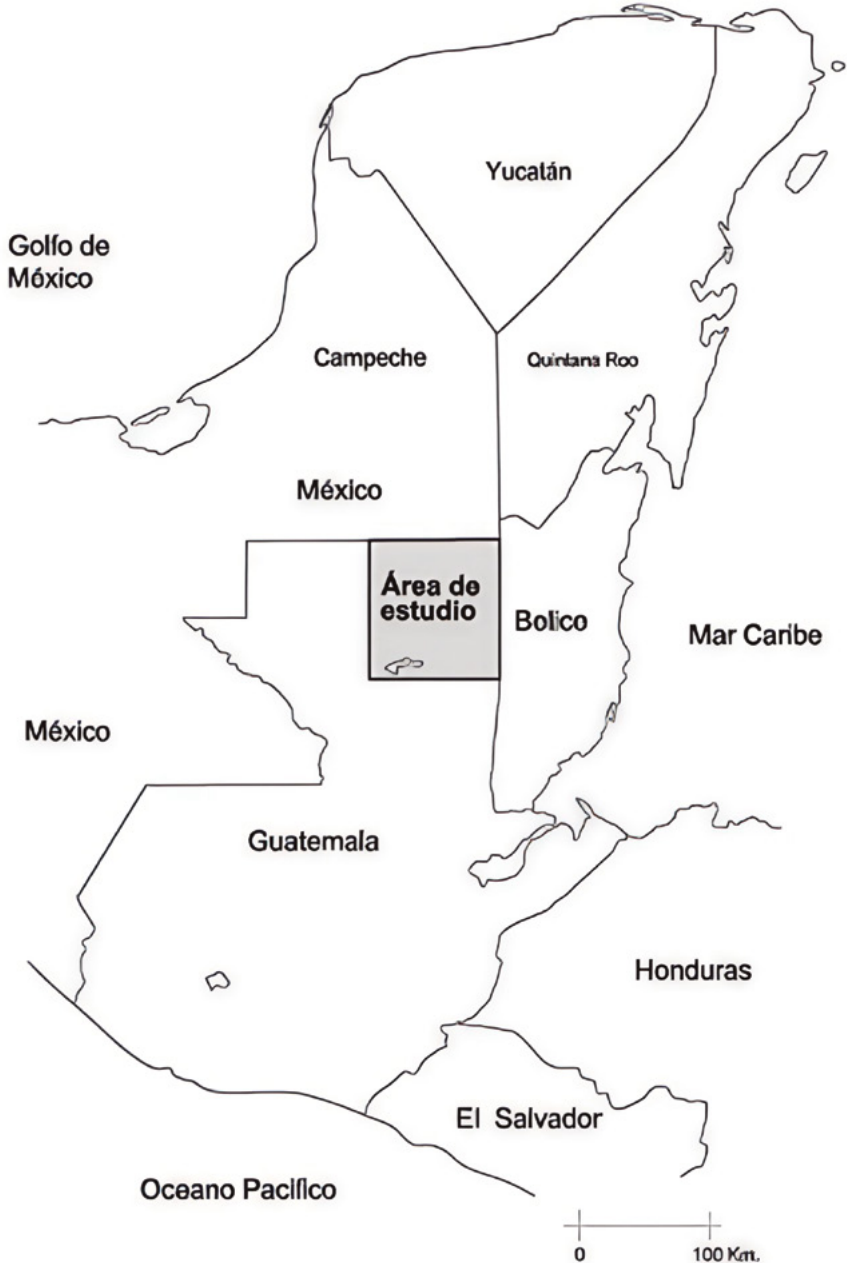 Yucatán
Golfo de
México
Campeche
Quintana Roo
México
Área de
estudio
Bolico
Mar Caribe
México
Guatemala
Honduras
El Salvador
Oceano Pacífico
0 100 Km.